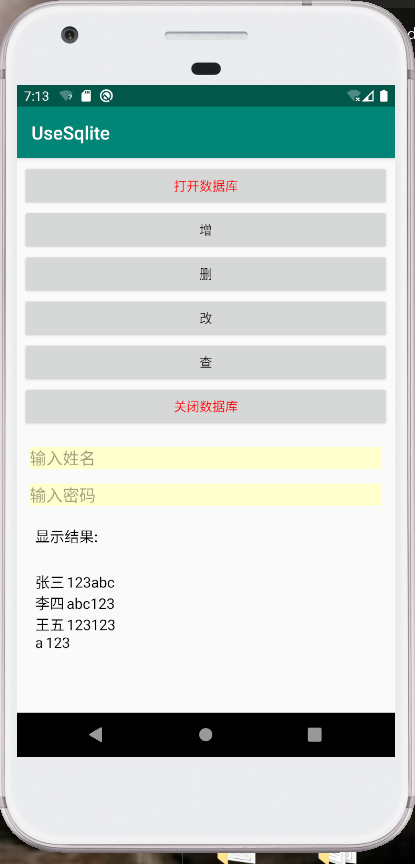 7:13
UseSqlite
打开数据库
增
删
改
查
关闭数据库
输入姓名
输入密码
显示结果:
张三 123abc
李四 abc123
王五 123123
a 123